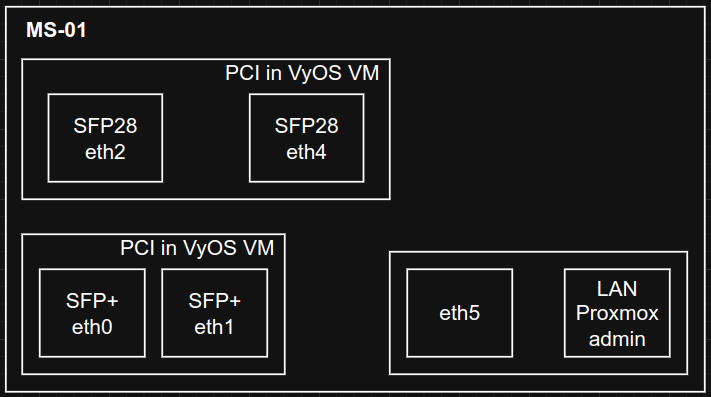 MS-01
PCI in VyOS VM
SFP28
eth2
SFP28
eth4
PCI in VyOS VM
SFP+
eth0
SFP+
eth1
eth5
LAN
Proxmox
admin